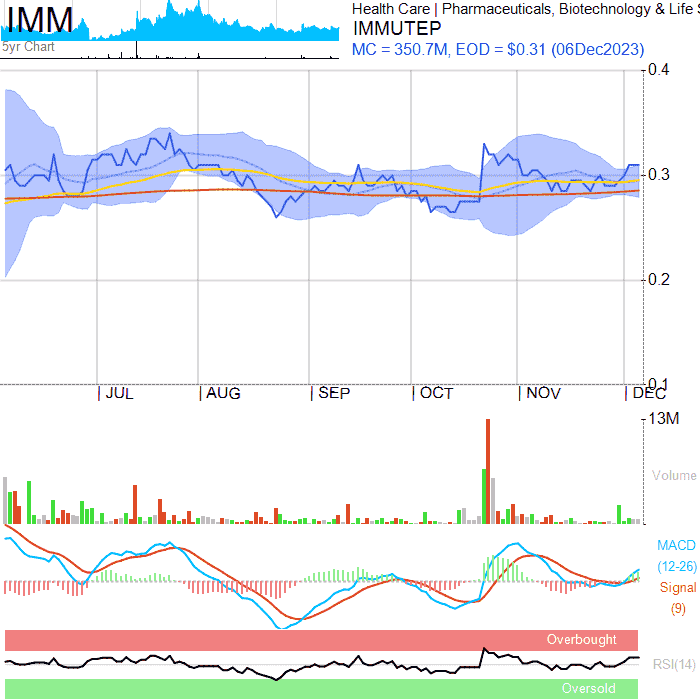 IMM
5yr Chart
Health Care | Pharmaceuticals, Biotechnology & Life S
IMMUTEP
MC = 350.7M, EOD = $0.31 (06Dec2023)
0.4
0.3
0.2
0.1
JUL
AUG
SEP
OCT
NOV
DEC
13M
Volume
MACD
(12-26)
Signal
(9)
Overbought
RSI(14)
Oversold